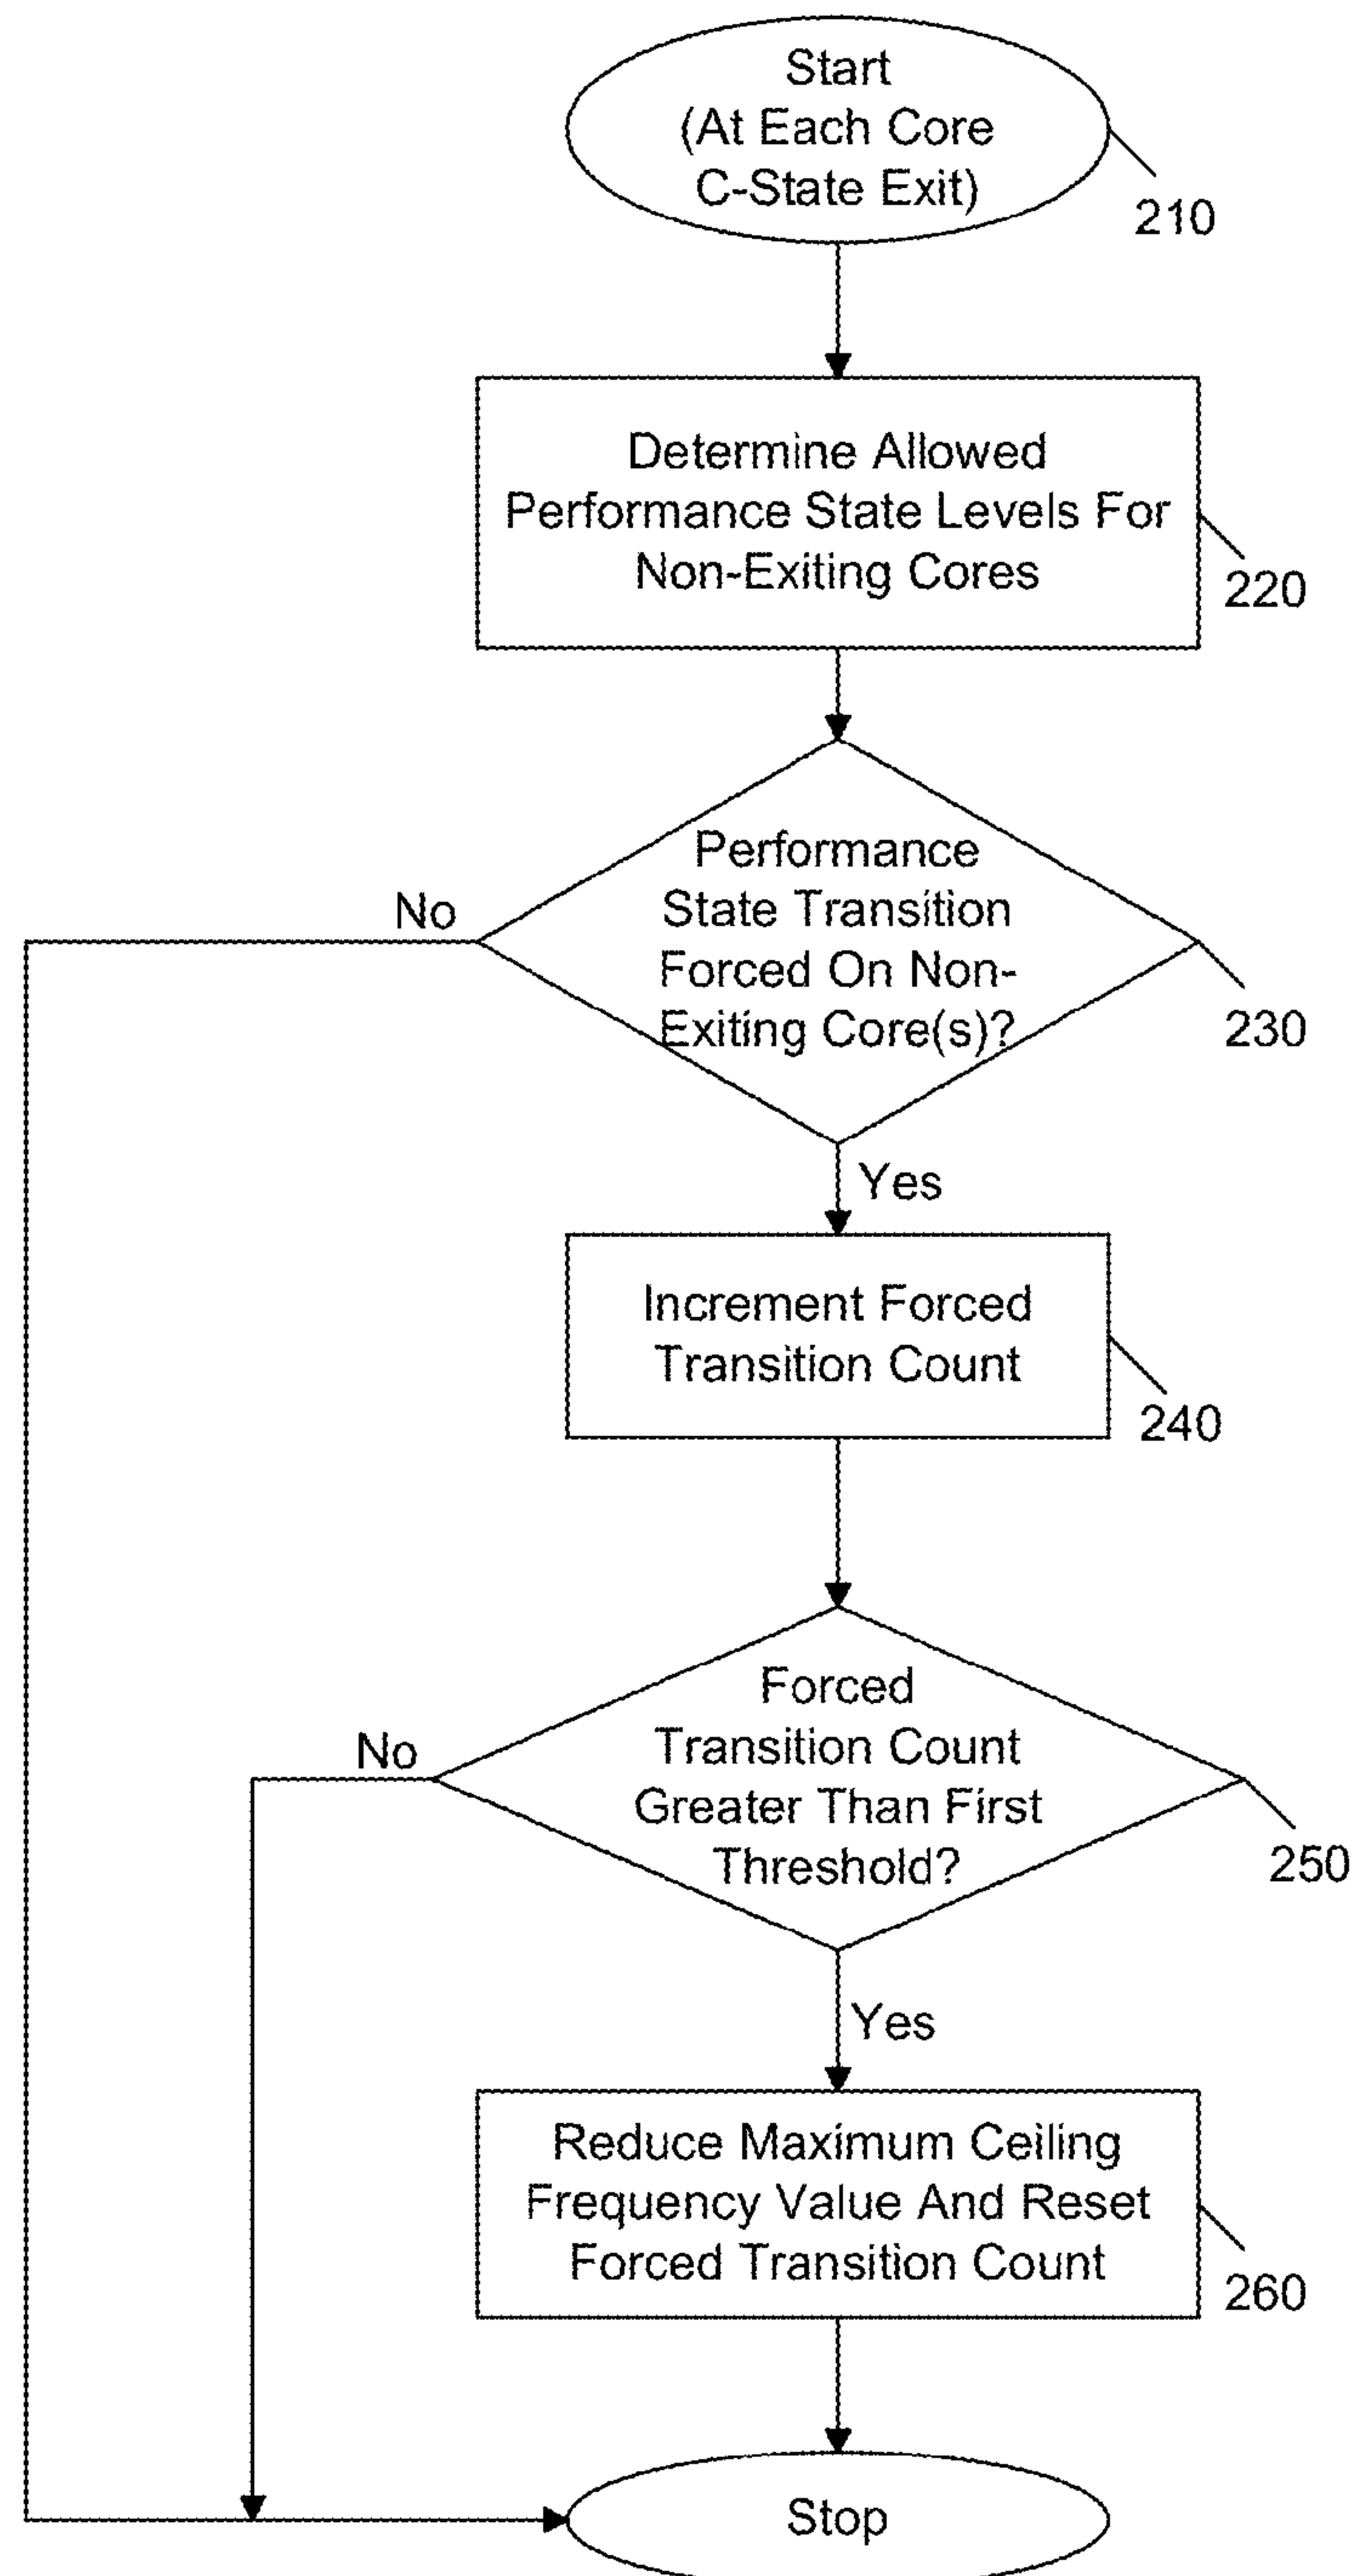 Start
(At Each Core
C-State Exit)
210
Determine Allowed
Performance State Levels For
Non-Exiting Cores
220
Performance
State Transition
Forced On Non-
Exiting Core(s)?
No
230
Yes
Increment Forced
Transition Count
240
Forced
Transition Count
Greater Than First
Threshold?
No
250
Yes
Reduce Maximum Ceiling
Frequency Value And Reset
Forced Transition Count
260
Stop